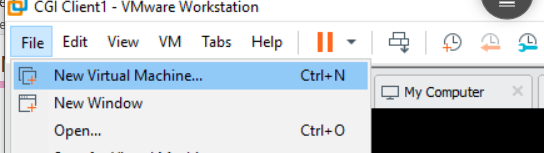 CGI Client1 - VMware Workstation
File Edit View VM Tabs Help
New Virtual Machine... Ctrl+N
My Computer
New Window
Open... Ctrl+O